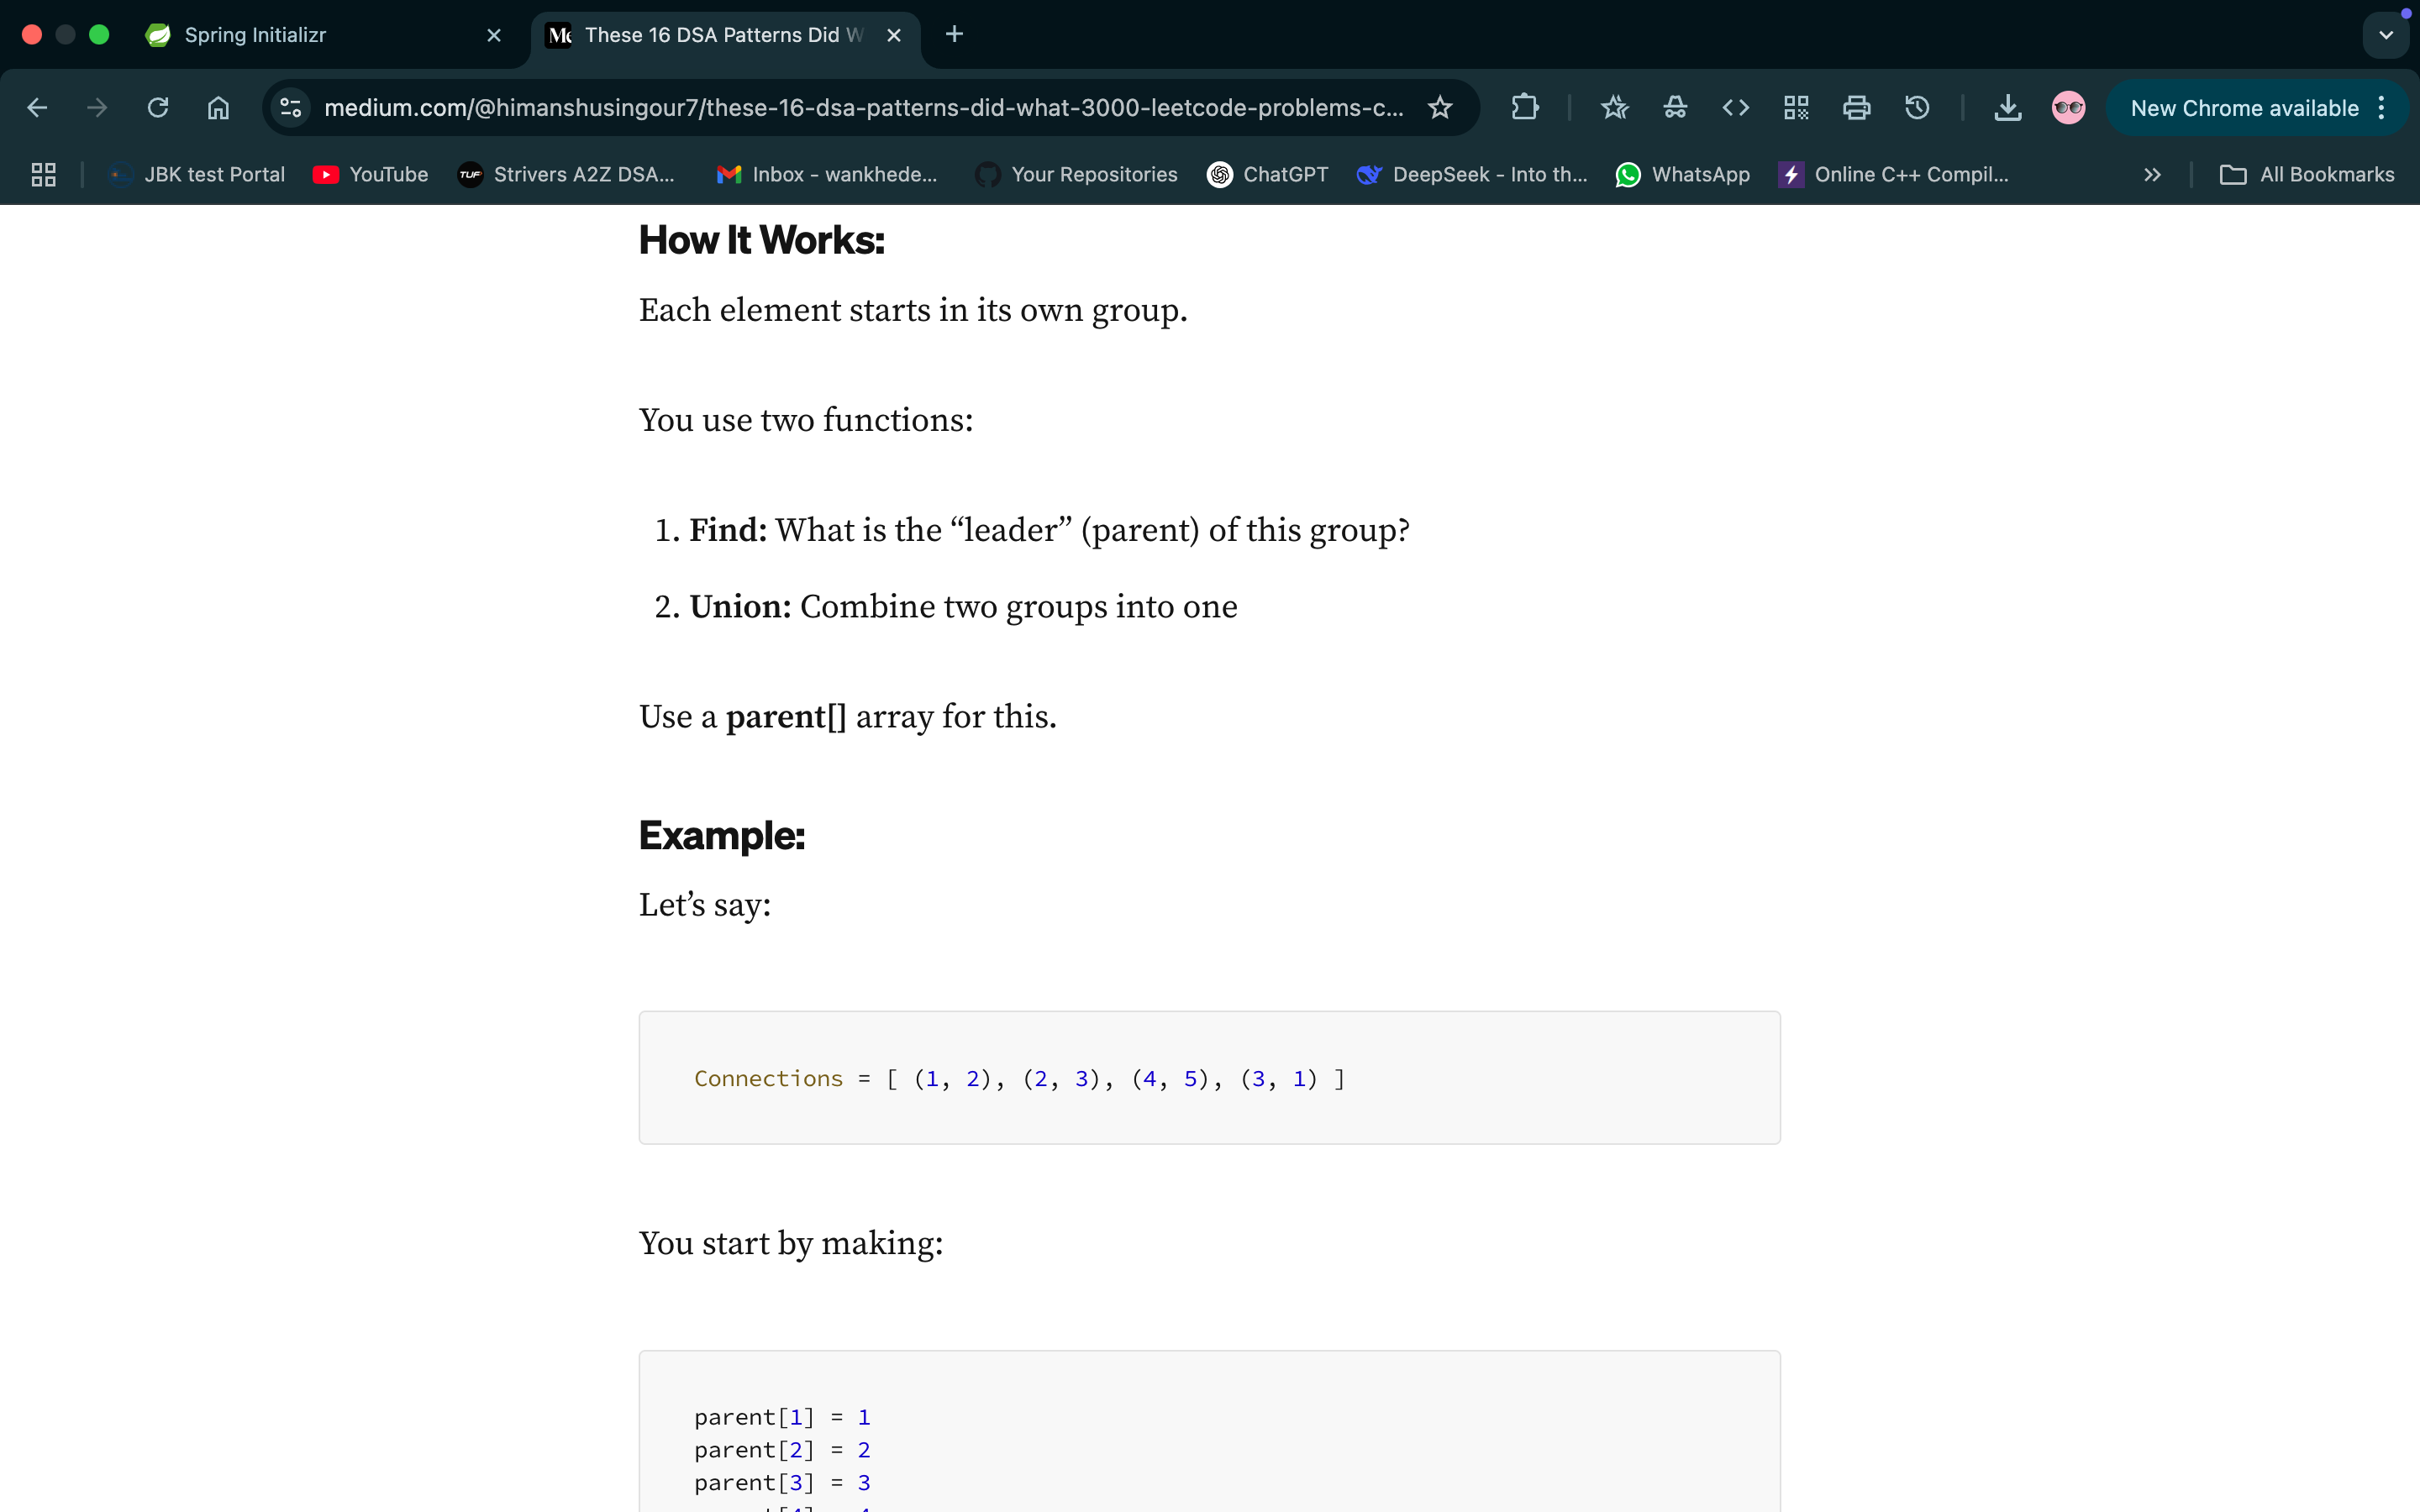 Spring Initializr
These 16 DSA Patterns Did W
medium.com/@himanshusingour7/these-16-dsa-patterns-did-what-3000-leetcode-problems-c...
New Chrome available
JBK test Portal
YouTube
TUF
Strivers A2Z DSA...
Inbox - wankhede...
Your Repositories
ChatGPT
DeepSeek - Into th...
WhatsApp
Online C++ Compil...
All Bookmarks
How It Works:
Each element starts in its own group.
You use two functions:
1. Find: What is the “leader” (parent) of this group?
2. Union: Combine two groups into one
Use a parent[] array for this.
Example:
Let’s say:
Connections = [ (1, 2), (2, 3), (4, 5), (3, 1) ]
You start by making:
parent[1] = 1
parent[2] = 2
parent[3] = 3